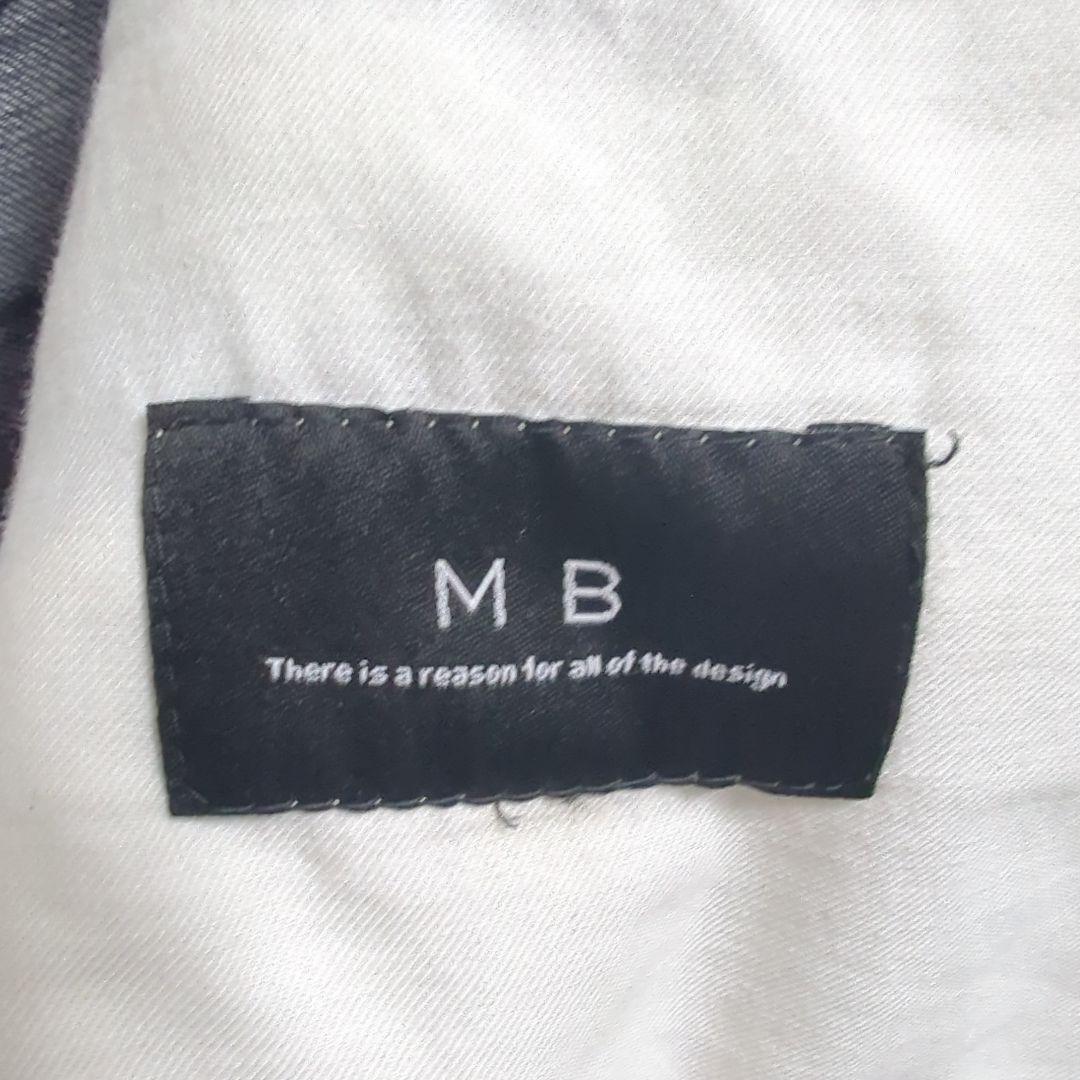 M B
There is a reason for all of the design